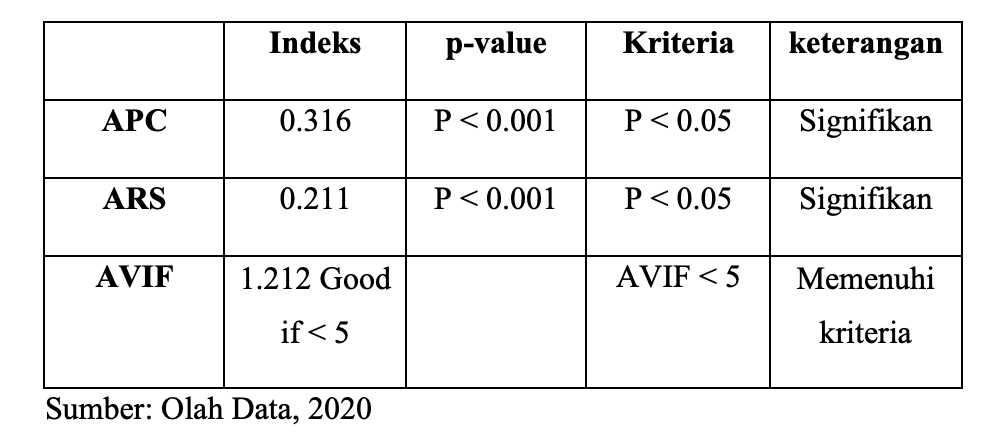 Indeks p-value Kriteria keterangan
APC 0.316 P < 0.001 P < 0.05 Signifikan
ARS 0.211 P < 0.001 P < 0.05 Signifikan
AVIF 1.212 Good AVIF < 5 Memenuhi
if < 5 kriteria
Sumber: Olah Data, 2020